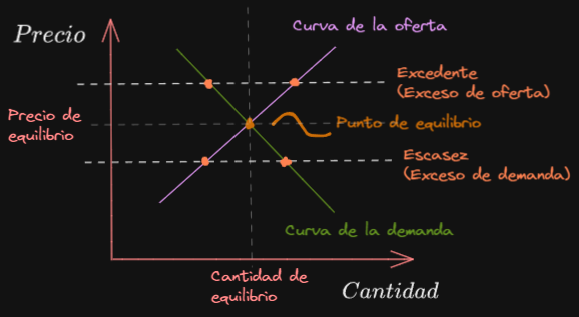 Curva de la oferta
Precio
Excedente
(Exceso de oferta)
Precio de
equilibrio
Punto de equilibrio
Escasez
(Exceso de demanda)
Curva de la demanda
Cantidad de
equilibrio
Cantidad